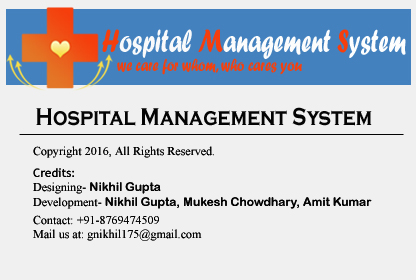 Hospital Management System
we care for whom, who cares you
HOSPITAL MANAGEMENT SYSTEM
Copyright 2016, All Rights Reserved.
Credits:
Designing- Nikhil Gupta
Development- Nikhil Gupta, Mukesh Chowdhary, Amit Kumar
Contact: +91-8769474509
Mail us at: gnikhil175@gmail.com